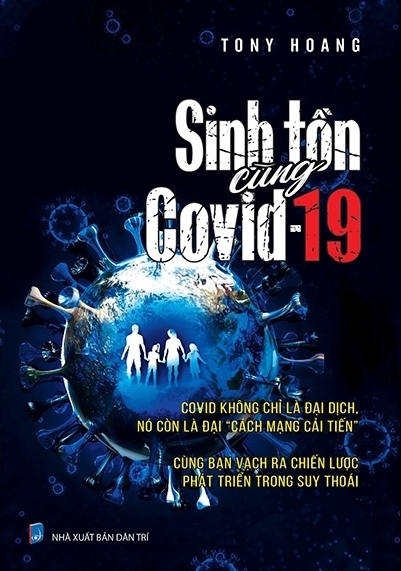 TONY HOANG
Sinh tồn
cùng
Covid-19
COVID KHÔNG CHỈ LÀ ĐẠI DỊCH,
NÓ CÒN LÀ ĐẠI “CÁCH MẠNG CẢI TIẾN”
CÙNG BẠN VẠCH RA CHIẾN LƯỢC
PHÁT TRIỂN TRONG SUY THOÁI
NHÀ XUẤT BẢN DÂN TRÍ